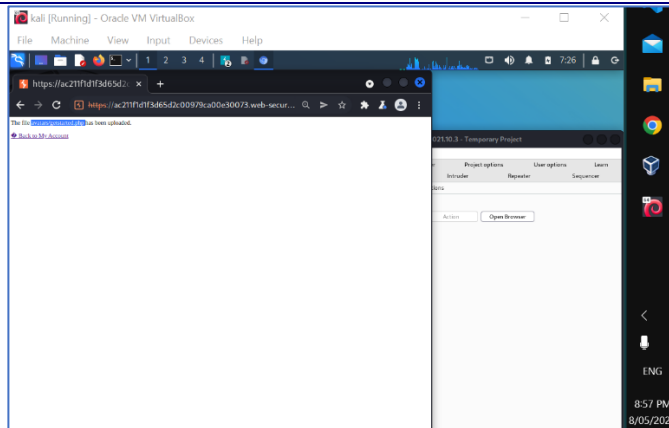 kali [Running] - Oracle VM VirtualBox
File Machine View Input Devices Help
1 2 3 4 7:26
https://ac211f1d1f3d65d2c
https://ac211f1d1f3d65d2c00979ca00e30073.web-secur...
The file avatars/getstarted.php has been uploaded.
Back to My Account
021.10.3 - Temporary Project
Project options User options Learn
Intruder Repeater Sequencer
Action Open Browser
ENG
8:57 PM
8/05/202